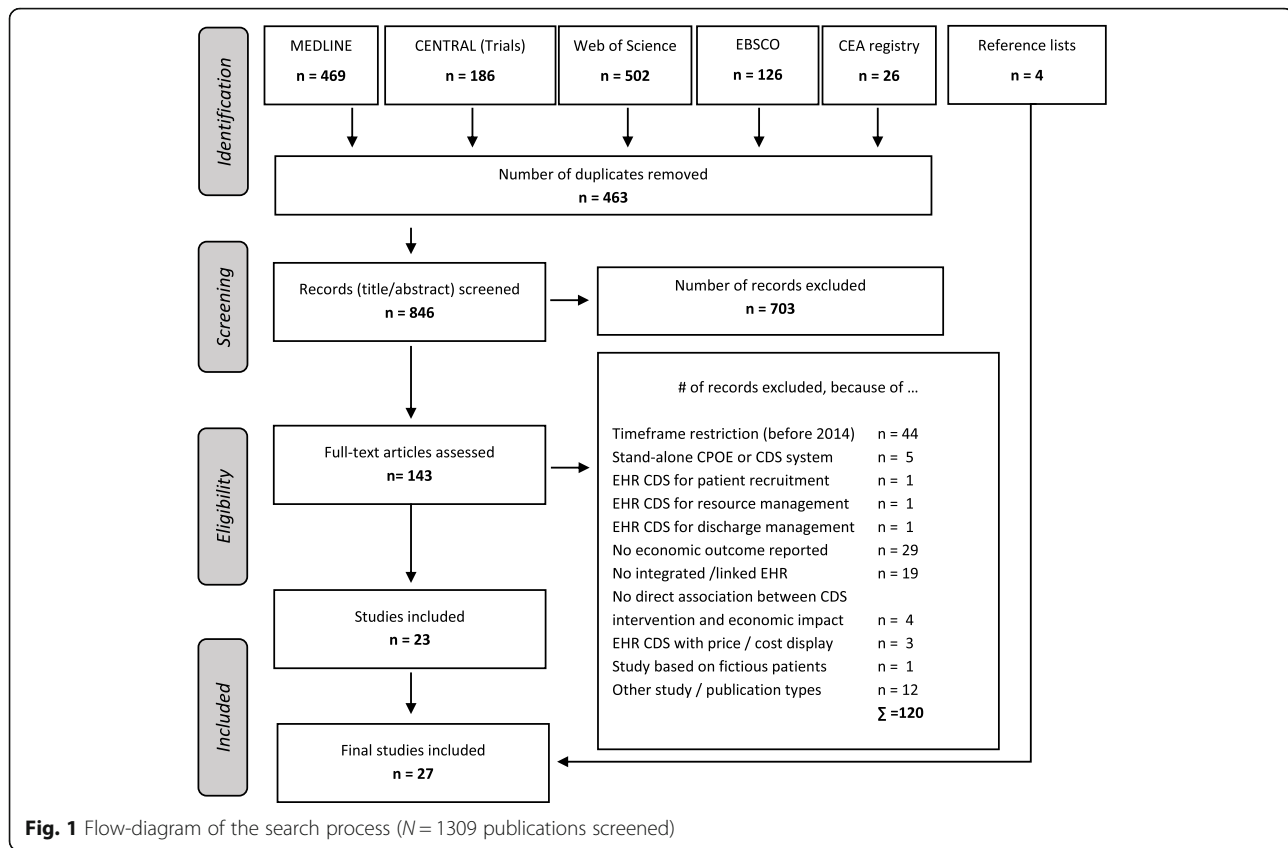 Identification
MEDLINE
n = 469
CENTRAL (Trials)
n = 186
Web of Science
n = 502
EBSCO
n = 126
CEA registry
n = 26
Reference lists
n = 4
Number of duplicates removed
n = 463
Screening
Records (title/abstract) screened
n = 846
Number of records excluded
n = 703
Eligibility
Full-text articles assessed
n= 143
# of records excluded, because of ...
Timeframe restriction (before 2014) n = 44
Stand-alone CPOE or CDS system n = 5
EHR CDS for patient recruitment n = 1
EHR CDS for resource management n = 1
EHR CDS for discharge management n = 1
No economic outcome reported n = 29
No integrated /linked EHR n = 19
No direct association between CDS
intervention and economic impact n = 4
EHR CDS with price / cost display n = 3
Study based on fictious patients n = 1
Other study / publication types n = 12
∑ =120
Studies included
n = 23
Included
Final studies included
n = 27
Fig. 1 Flow-diagram of the search process (N = 1309 publications screened)